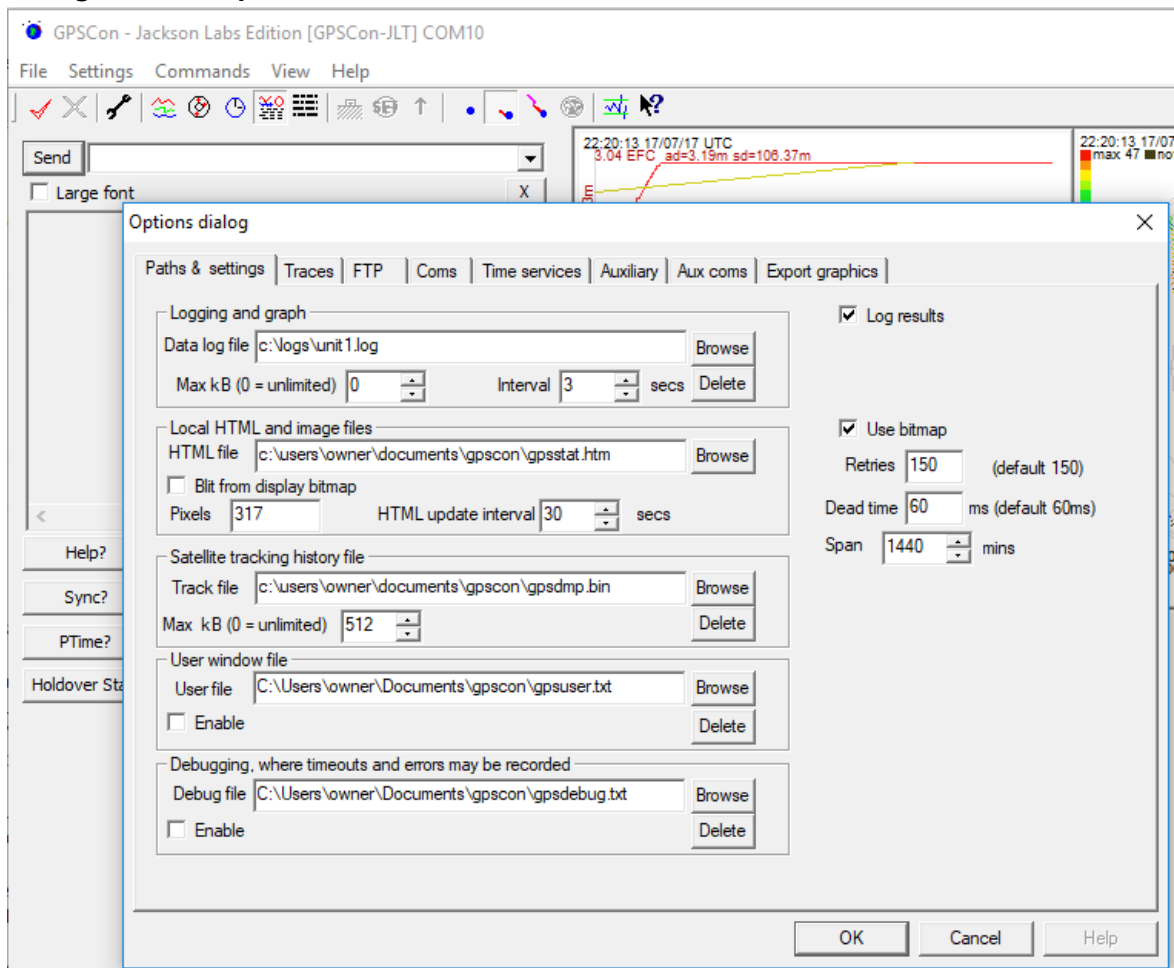 GPSCon - Jackson Labs Edition [GPSCon-JLT] COM10
File Settings Commands View Help
Send
Large font X
22:20:13 17/07/17 UTC
3.04 EFC ad=3.19m sd=106.37m
22:20:13 17/07
max 47 no
Options dialog
Paths & settings Traces FTP Coms Time services Auxiliary Aux coms Export graphics
Logging and graph
Log results
Data log file c:\logs\unit1.log Browse
Max kB (0 = unlimited) 0 Interval 3 secs Delete
Local HTML and image files
Use bitmap
HTML file c:\users\owner\documents\gpscon\gpsstat.htm Browse
Retries 150 (default 150)
Blit from display bitmap
Pixels 317 HTML update interval 30 secs
Dead time 60 ms (default 60ms)
Span 1440 mins
Satellite tracking history file
Track file c:\users\owner\documents\gpscon\gpsdmp.bin Browse
Max kB (0 = unlimited) 512 Delete
User window file
User file C:\Users\owner\Documents\gpscon\gpsuser.txt Browse
Enable Delete
Debugging, where timeouts and errors may be recorded
Debug file C:\Users\owner\Documents\gpscon\gpsdebug.txt Browse
Enable Delete
Help?
Sync?
PTime?
Holdover Sta
OK Cancel Help